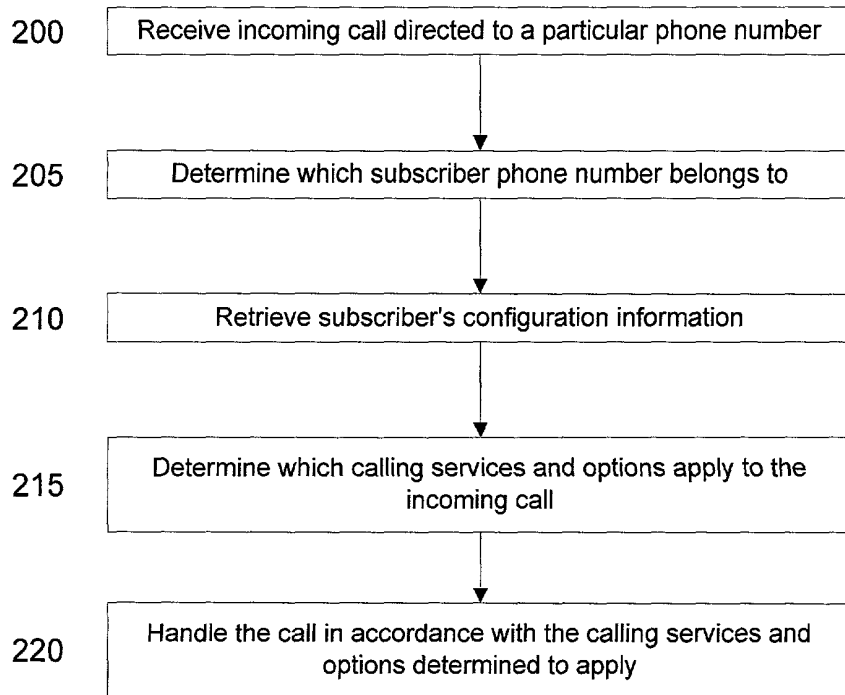 200 Receive incoming call directed to a particular phone number
205 Determine which subscriber phone number belongs to
210 Retrieve subscriber's configuration information
215 Determine which calling services and options apply to the
incoming call
220 Handle the call in accordance with the calling services and
options determined to apply